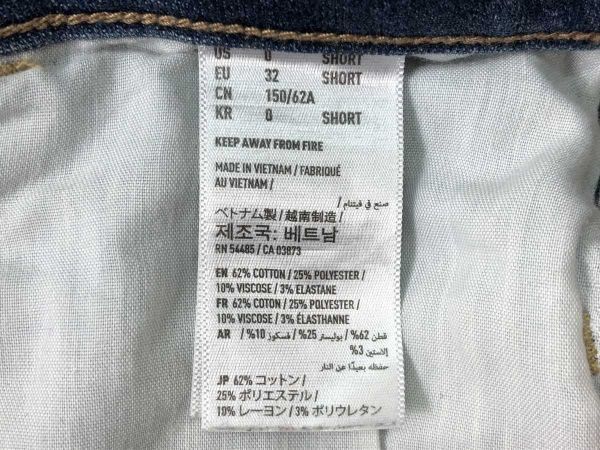 US 0 SHORT
EU 32 SHORT
CN 150/62A
KR 0 SHORT
KEEP AWAY FROM FIRE
MADE IN VIETNAM / FABRIQUÉ
AU VIETNAM /
صنع في فيتنام /
ベトナム製 / 越南制造 /
제조국: 베트남
RN 54485 / CA 03873
EN 62% COTTON / 25% POLYESTER /
10% VISCOSE / 3% ELASTANE
FR 62% COTON / 25% POLYESTER /
10% VISCOSE / 3% ÉLASTHANNE
AR قطن 62% / بوليستر 25% / فسكوز 10% /
الاستين 3%
حفظه بعيدًا عن النار
JP 62% コットン /
25% ポリエステル /
10% レーヨン / 3% ポリウレタン